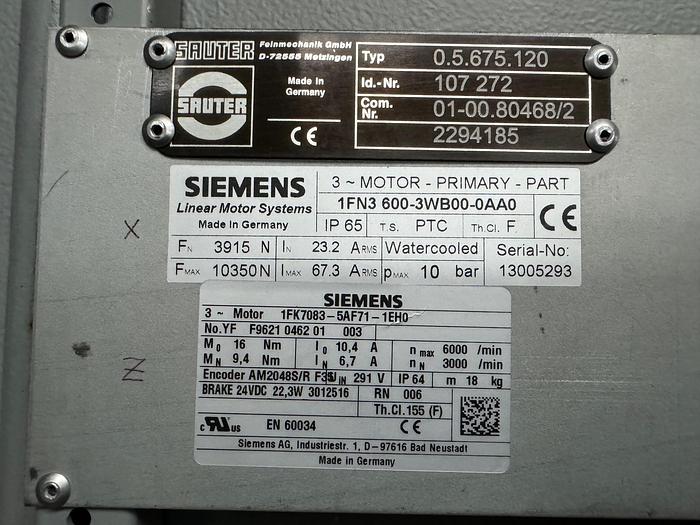 SAUTER Feinmechanik GmbH
D-72555 Metzingen
Made in
Germany
SAUTER
CE
Typ 0.5.675.120
Id.-Nr. 107 272
Com. Nr. 01-00.80468/2
2294185
SIEMENS
Linear Motor Systems
Made in Germany
3 ~ MOTOR - PRIMARY - PART
1FN3 600-3WB00-0AA0
IP 65 T.S. PTC Th.Cl. F
CE
FN 3915 N IN 23.2 ARMS Watercooled Serial-No:
FMAX 10350 N IMAX 67.3 ARMS pMAX 10 bar 13005293
X
SIEMENS
3 ~ Motor 1FK7083-5AF71-1EH0
No.YF F9621 0462 01 003
M0 16 Nm I0 10,4 A nmax 6000 /min
MN 9,4 Nm IN 6,7 A nN 3000 /min
Encoder AM2048S/R F35 UIN 291 V IP 64 m 18 kg
BRAKE 24VDC 22,3W 3012516 RN 006
Th.Cl.155 (F)
c UR us EN 60034 CE
Siemens AG, Industriestr. 1, D-97616 Bad Neustadt
Made in Germany
Z